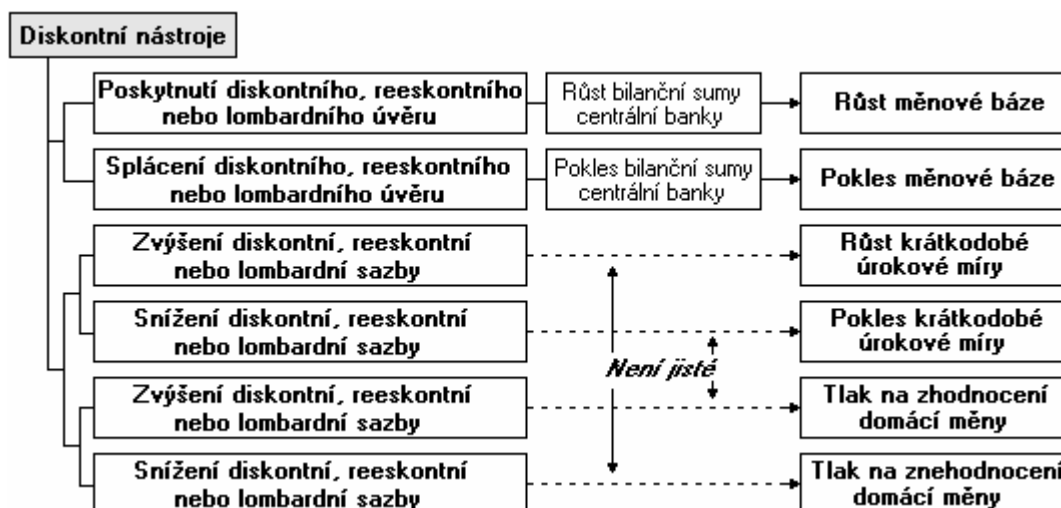 Diskontní nástroje
Poskytnutí diskontního, reeskontního
nebo lombardního úvěru
Růst bilanční sumy
centrální banky
Růst měnové báze
Splácení diskontního, reeskontního
nebo lombardního úvěru
Pokles bilanční sumy
centrální banky
Pokles měnové báze
Zvýšení diskontní, reeskontní
nebo lombardní sazby
Růst krátkodobé
úrokové míry
Snížení diskontní, reeskontní
nebo lombardní sazby
Pokles krátkodobé
úrokové míry
Není jisté
Zvýšení diskontní, reeskontní
nebo lombardní sazby
Tlak na zhodnocení
domácí měny
Snížení diskontní, reeskontní
nebo lombardní sazby
Tlak na znehodnocení
domácí měny